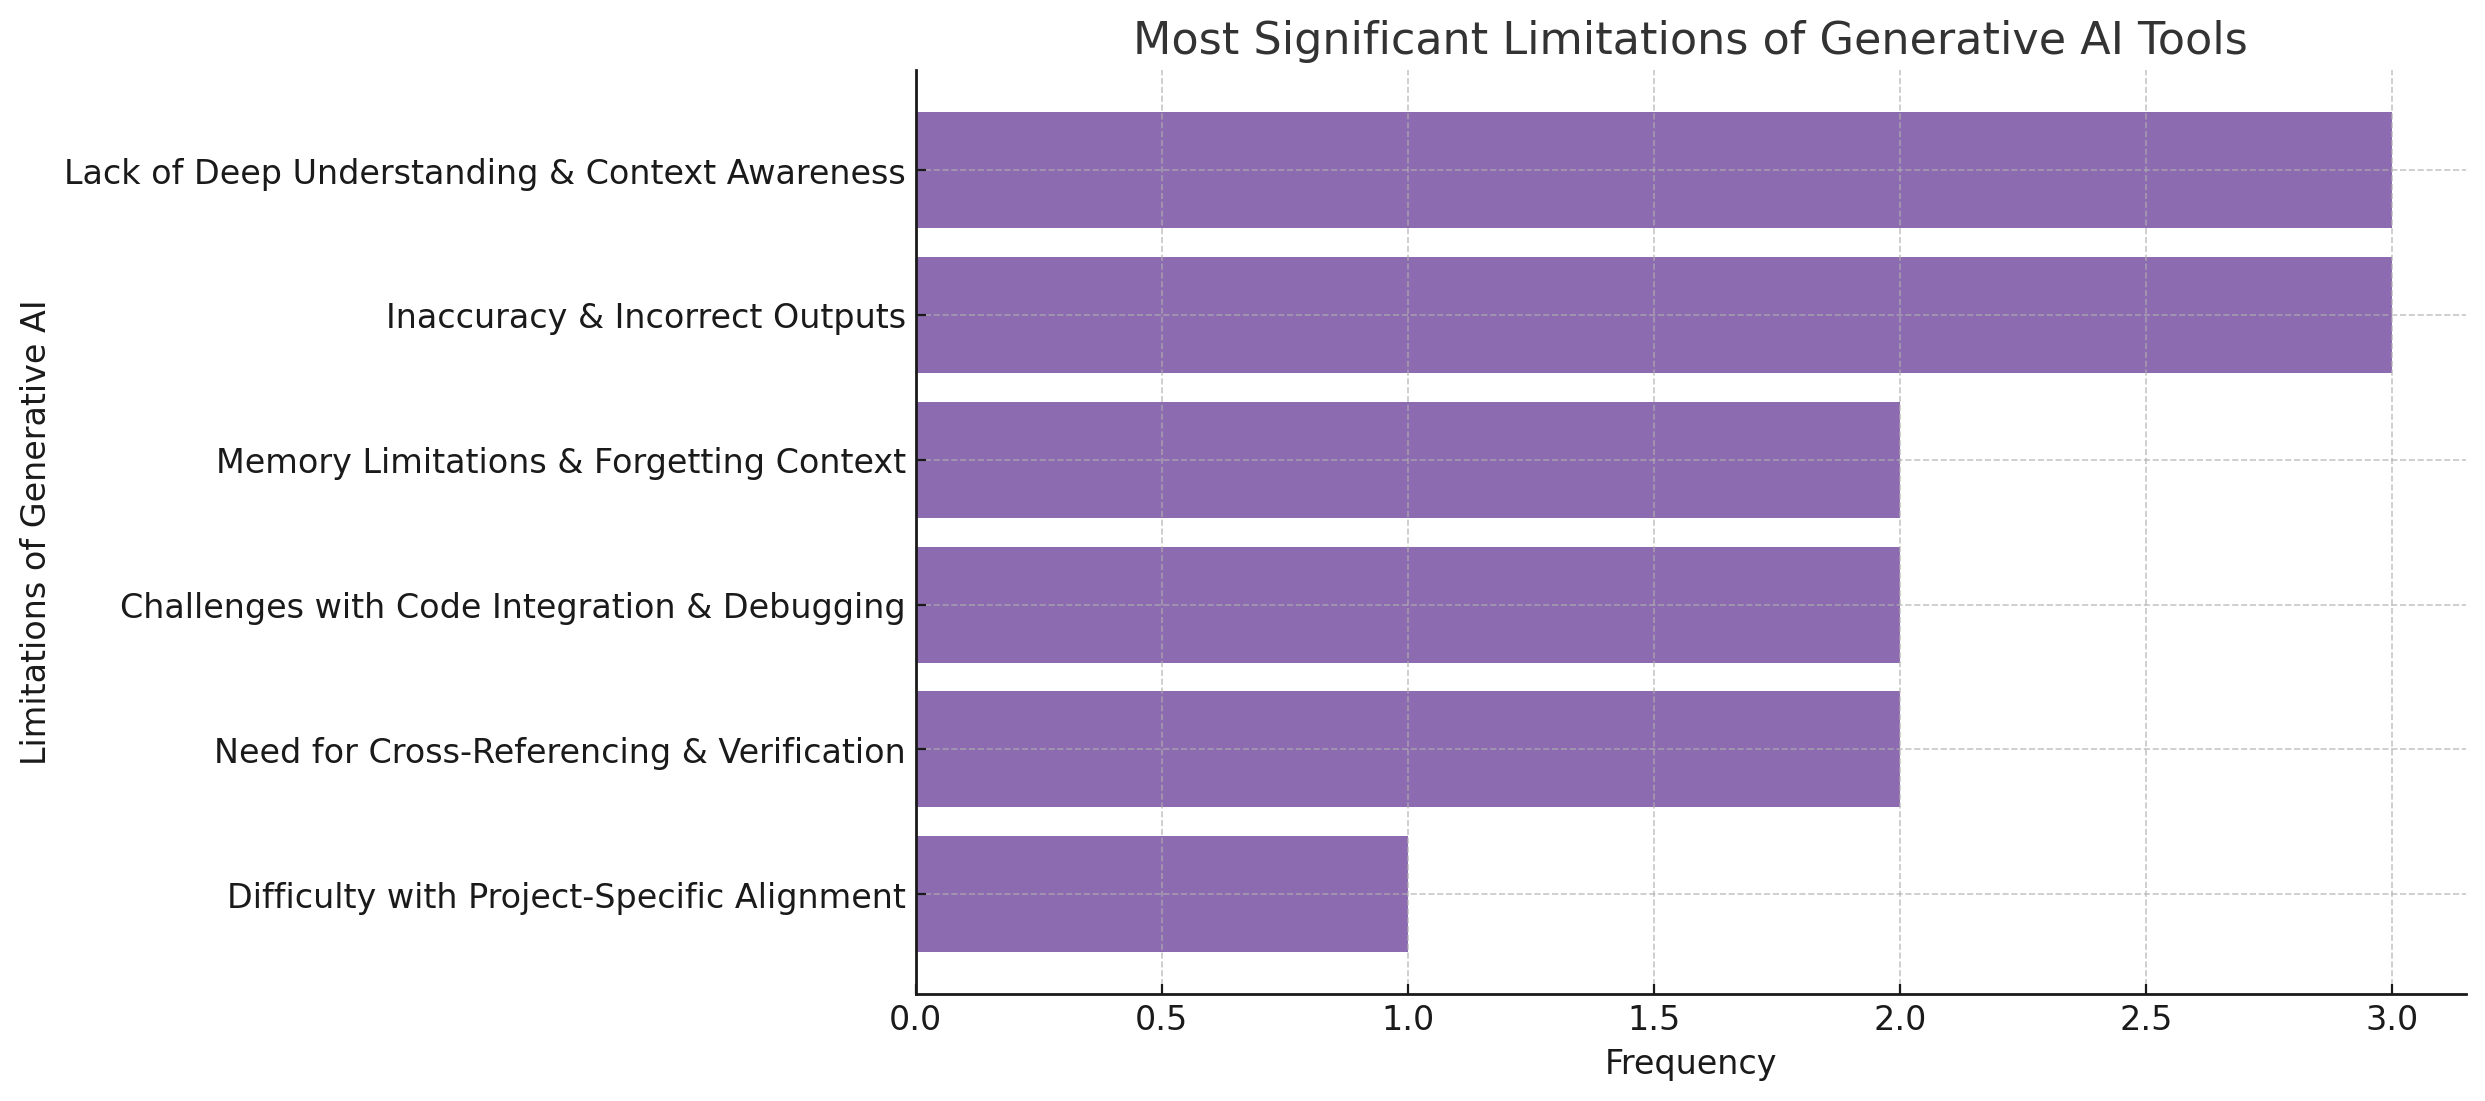 Most Significant Limitations of Generative AI Tools
Limitations of Generative AI
Lack of Deep Understanding & Context Awareness
Inaccuracy & Incorrect Outputs
Memory Limitations & Forgetting Context
Challenges with Code Integration & Debugging
Need for Cross-Referencing & Verification
Difficulty with Project-Specific Alignment
0.0 0.5 1.0 1.5 2.0 2.5 3.0
Frequency